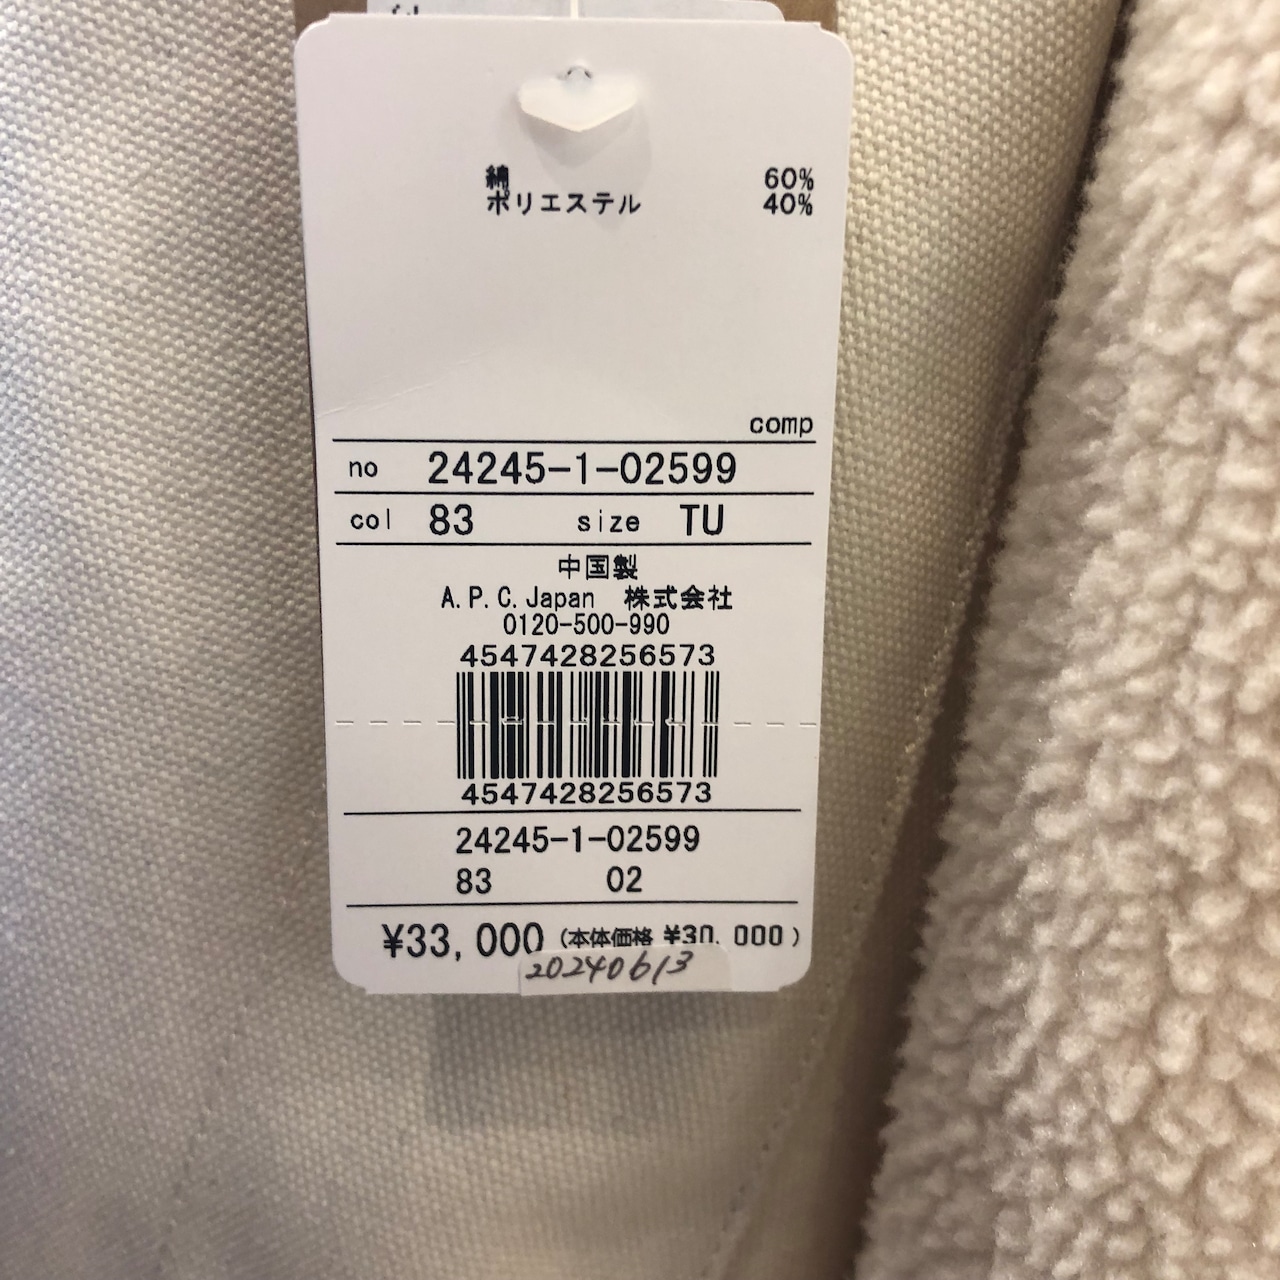 綿 60%
ポリエステル 40%
comp
no 24245-1-02599
col 83 size TU
中国製
A.P.C.Japan 株式会社
0120-500-990
4547428256573
4547428256573
24245-1-02599
83 02
¥33,000 (本体価格 ¥30,000)
20240613